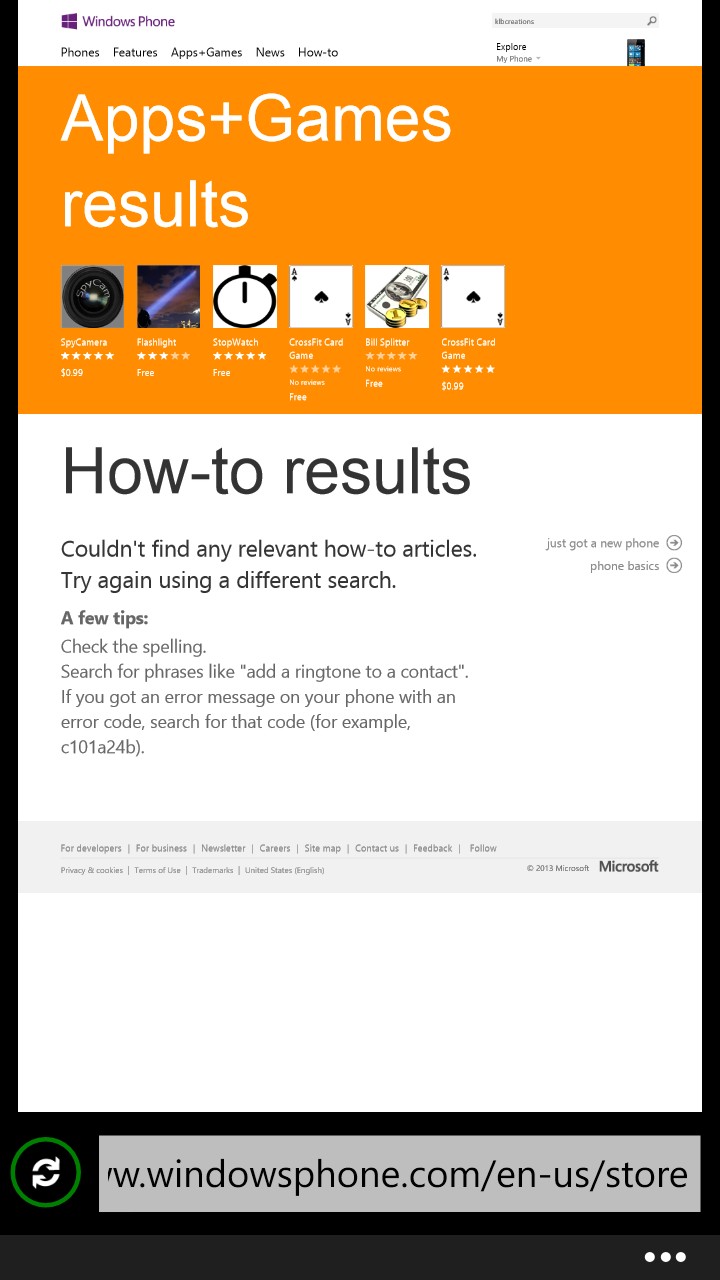 Windows Phone
klbcreations
Phones Features Apps+Games News How-to
Explore
My Phone
Apps+Games
results
SpyCam
A
A
A
A
SpyCamera Flashlight StopWatch CrossFit Card Bill Splitter CrossFit Card
Game Game
No reviews No reviews
$0.99 Free Free Free Free $0.99
How-to results
Couldn't find any relevant how-to articles.
Try again using a different search.
just got a new phone
phone basics
A few tips:
Check the spelling.
Search for phrases like "add a ringtone to a contact".
If you got an error message on your phone with an
error code, search for that code (for example,
c101a24b).
For developers | For business | Newsletter | Careers | Site map | Contact us | Feedback | Follow
Privacy & cookies | Terms of Use | Trademarks | United States (English)
© 2013 Microsoft Microsoft
w.windowsphone.com/en-us/store